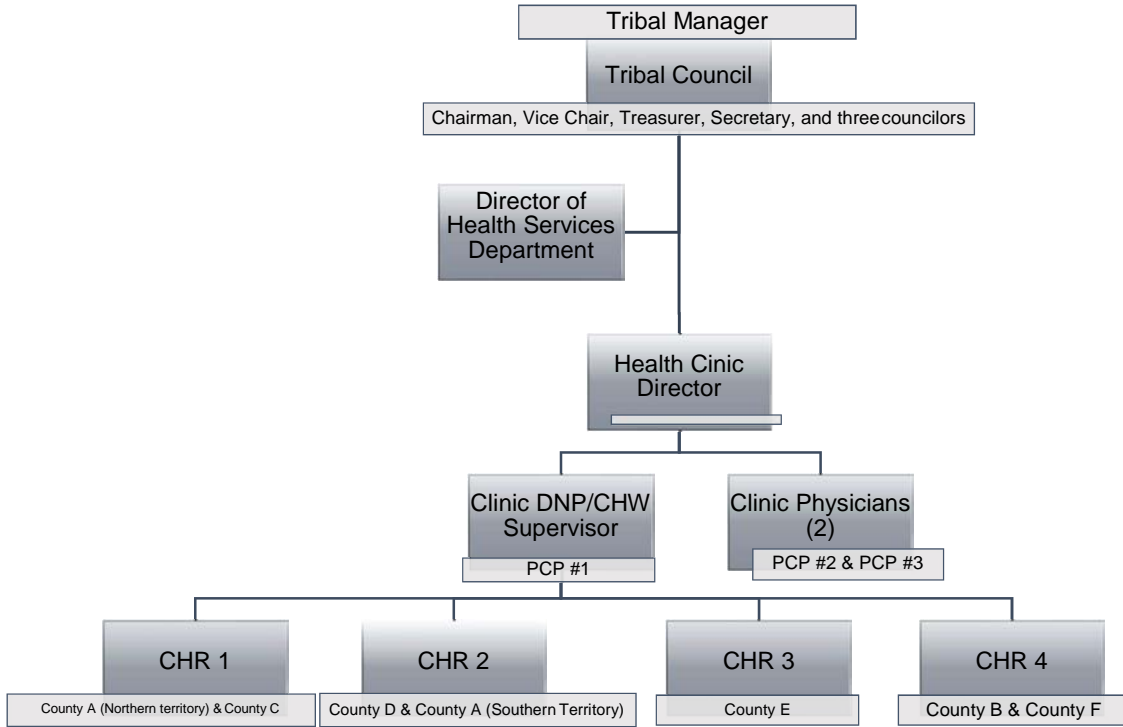 Tribal Manager
Tribal Council
Chairman, Vice Chair, Treasurer, Secretary, and threecouncilors
Director of
Health Services
Department
Health Cinic
Director
Clinic DNP/CHW
Supervisor
PCP #1
Clinic Physicians
(2)
PCP #2 & PCP #3
CHR 1
County A (Northern territory) & County C
CHR 2
County D & County A (Southern Territory)
CHR 3
County E
CHR 4
County B & County F